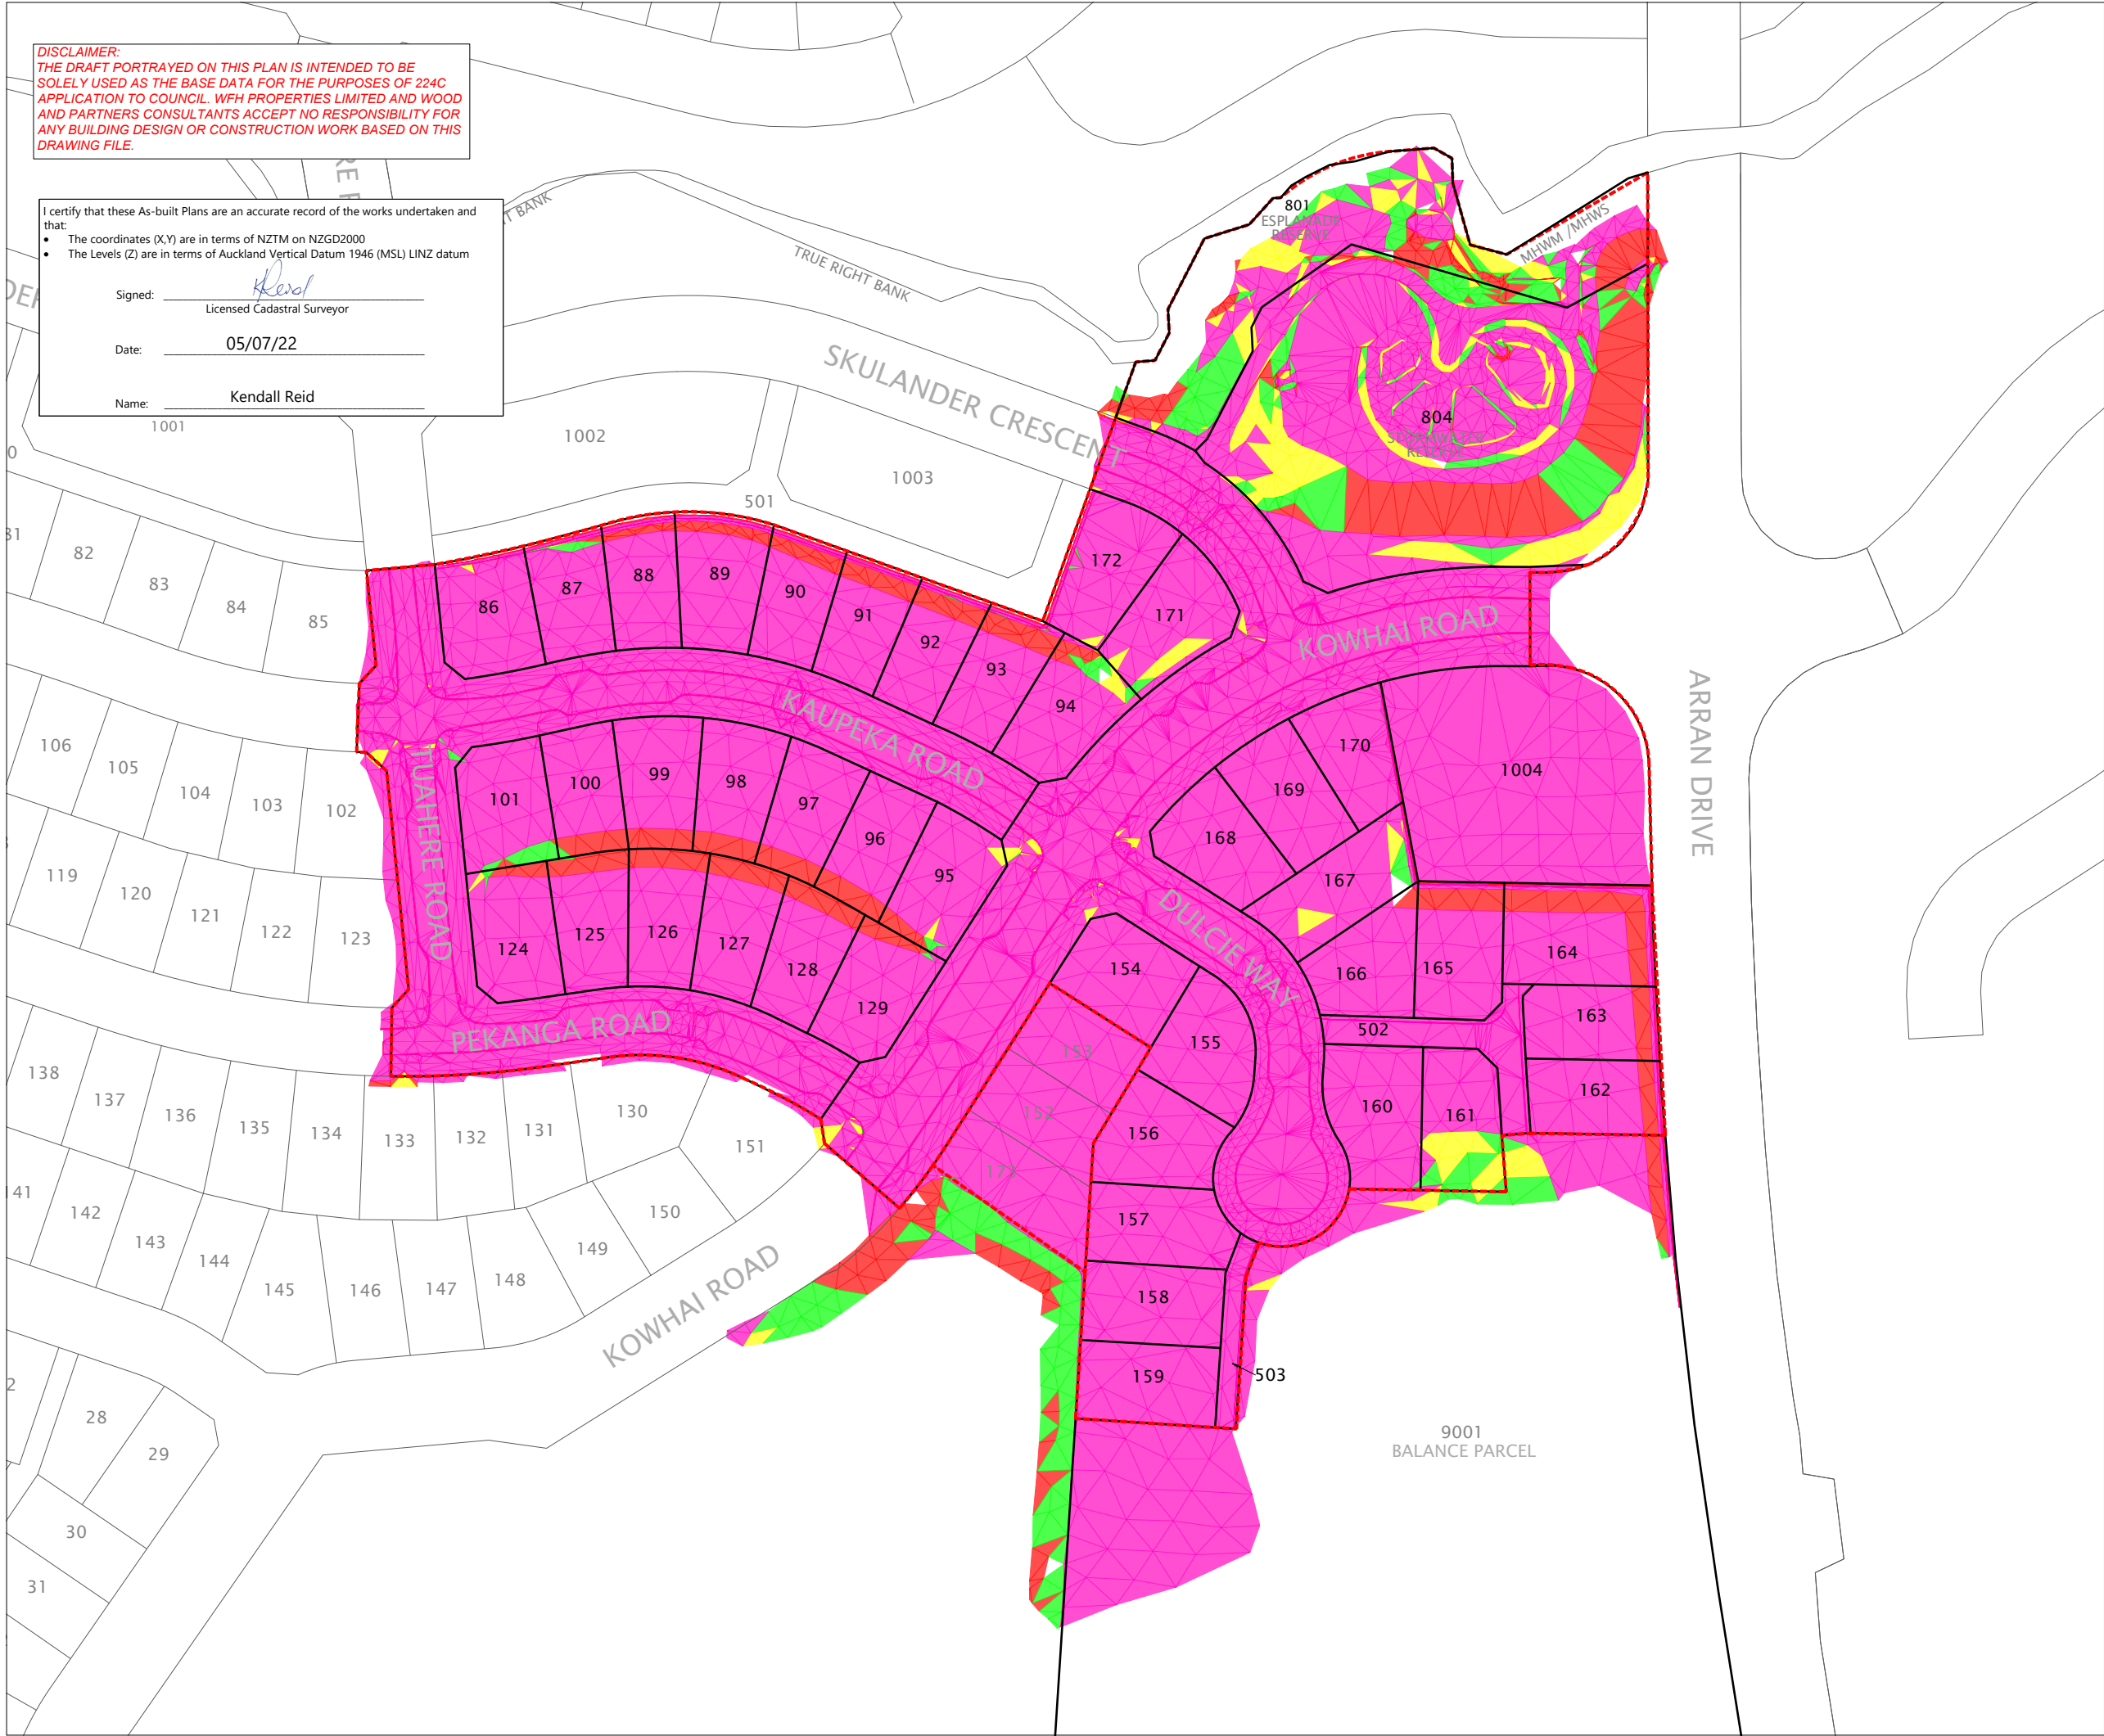 DISCLAIMER:
THE DRAFT PORTRAYED ON THIS PLAN IS INTENDED TO BE
SOLELY USED AS THE BASE DATA FOR THE PURPOSES OF 224C
APPLICATION TO COUNCIL. WFH PROPERTIES LIMITED AND WOOD
AND PARTNERS CONSULTANTS ACCEPT NO RESPONSIBILITY FOR
ANY BUILDING DESIGN OR CONSTRUCTION WORK BASED ON THIS
DRAWING FILE.
I certify that these As-built Plans are an accurate record of the works undertaken and
that:
• The coordinates (X,Y) are in terms of NZTM on NZGD2000
• The Levels (Z) are in terms of Auckland Vertical Datum 1946 (MSL) LINZ datum
Signed: KReid
Licensed Cadastral Surveyor
Date: 05/07/22
Name: Kendall Reid
T BANK
TRUE RIGHT BANK
801
ESPLANADE
RESERVE
MHWM /MHWS
SKULANDER CRESCENT
804
STORMWATER
RESERVE
1001
1002
1003
501
82
83
84
85
86
87
88
89
90
91
92
93
94
172
171
KOWHAI ROAD
KAUPEKA ROAD
TUAHERE ROAD
ARRAN DRIVE
106
105
104
103
102
101
100
99
98
97
96
95
168
169
170
1004
167
119
120
121
122
123
124
125
126
127
128
129
DULCIE WAY
154
155
166
165
164
163
162
502
160
161
PEKANGA ROAD
153
152
173
156
157
158
159
503
138
137
136
135
134
133
132
131
130
151
150
149
148
147
146
145
144
143
142
141
KOWHAI ROAD
28
29
30
31
9001
BALANCE PARCEL